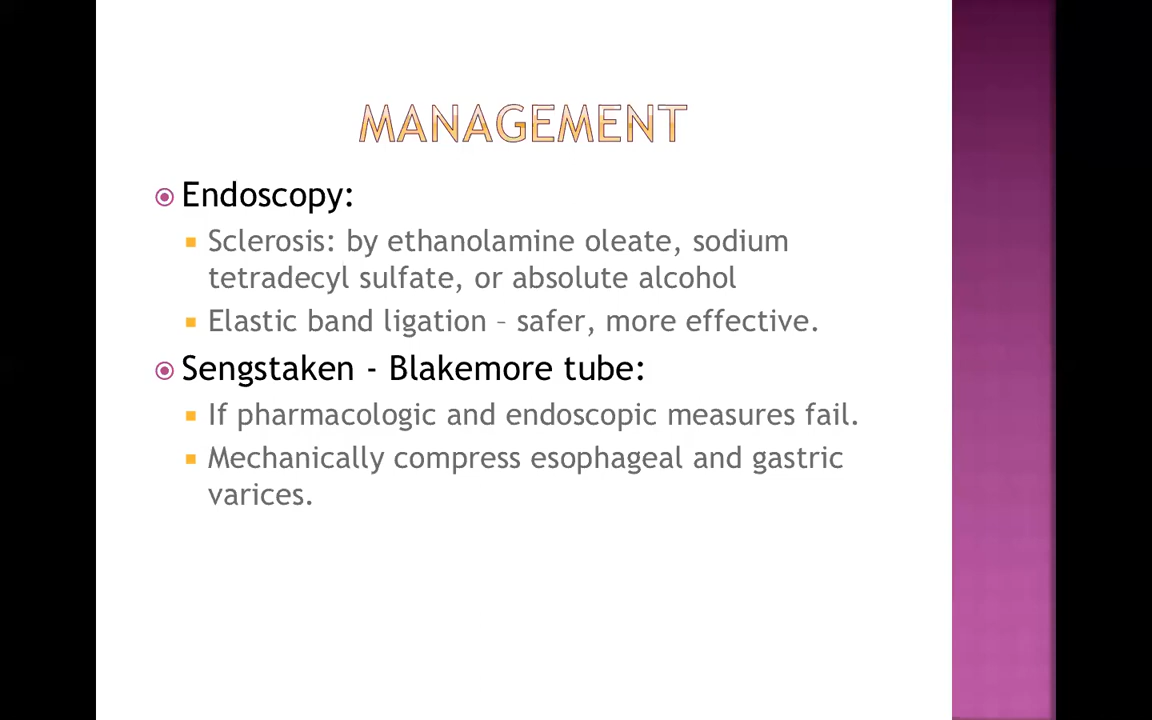 MANAGEMENT
Endoscopy:
Sclerosis: by ethanolamine oleate, sodium
tetradecyl sulfate, or absolute alcohol
Elastic band ligation – safer, more effective.
Sengstaken - Blakemore tube:
If pharmacologic and endoscopic measures fail.
Mechanically compress esophageal and gastric
varices.